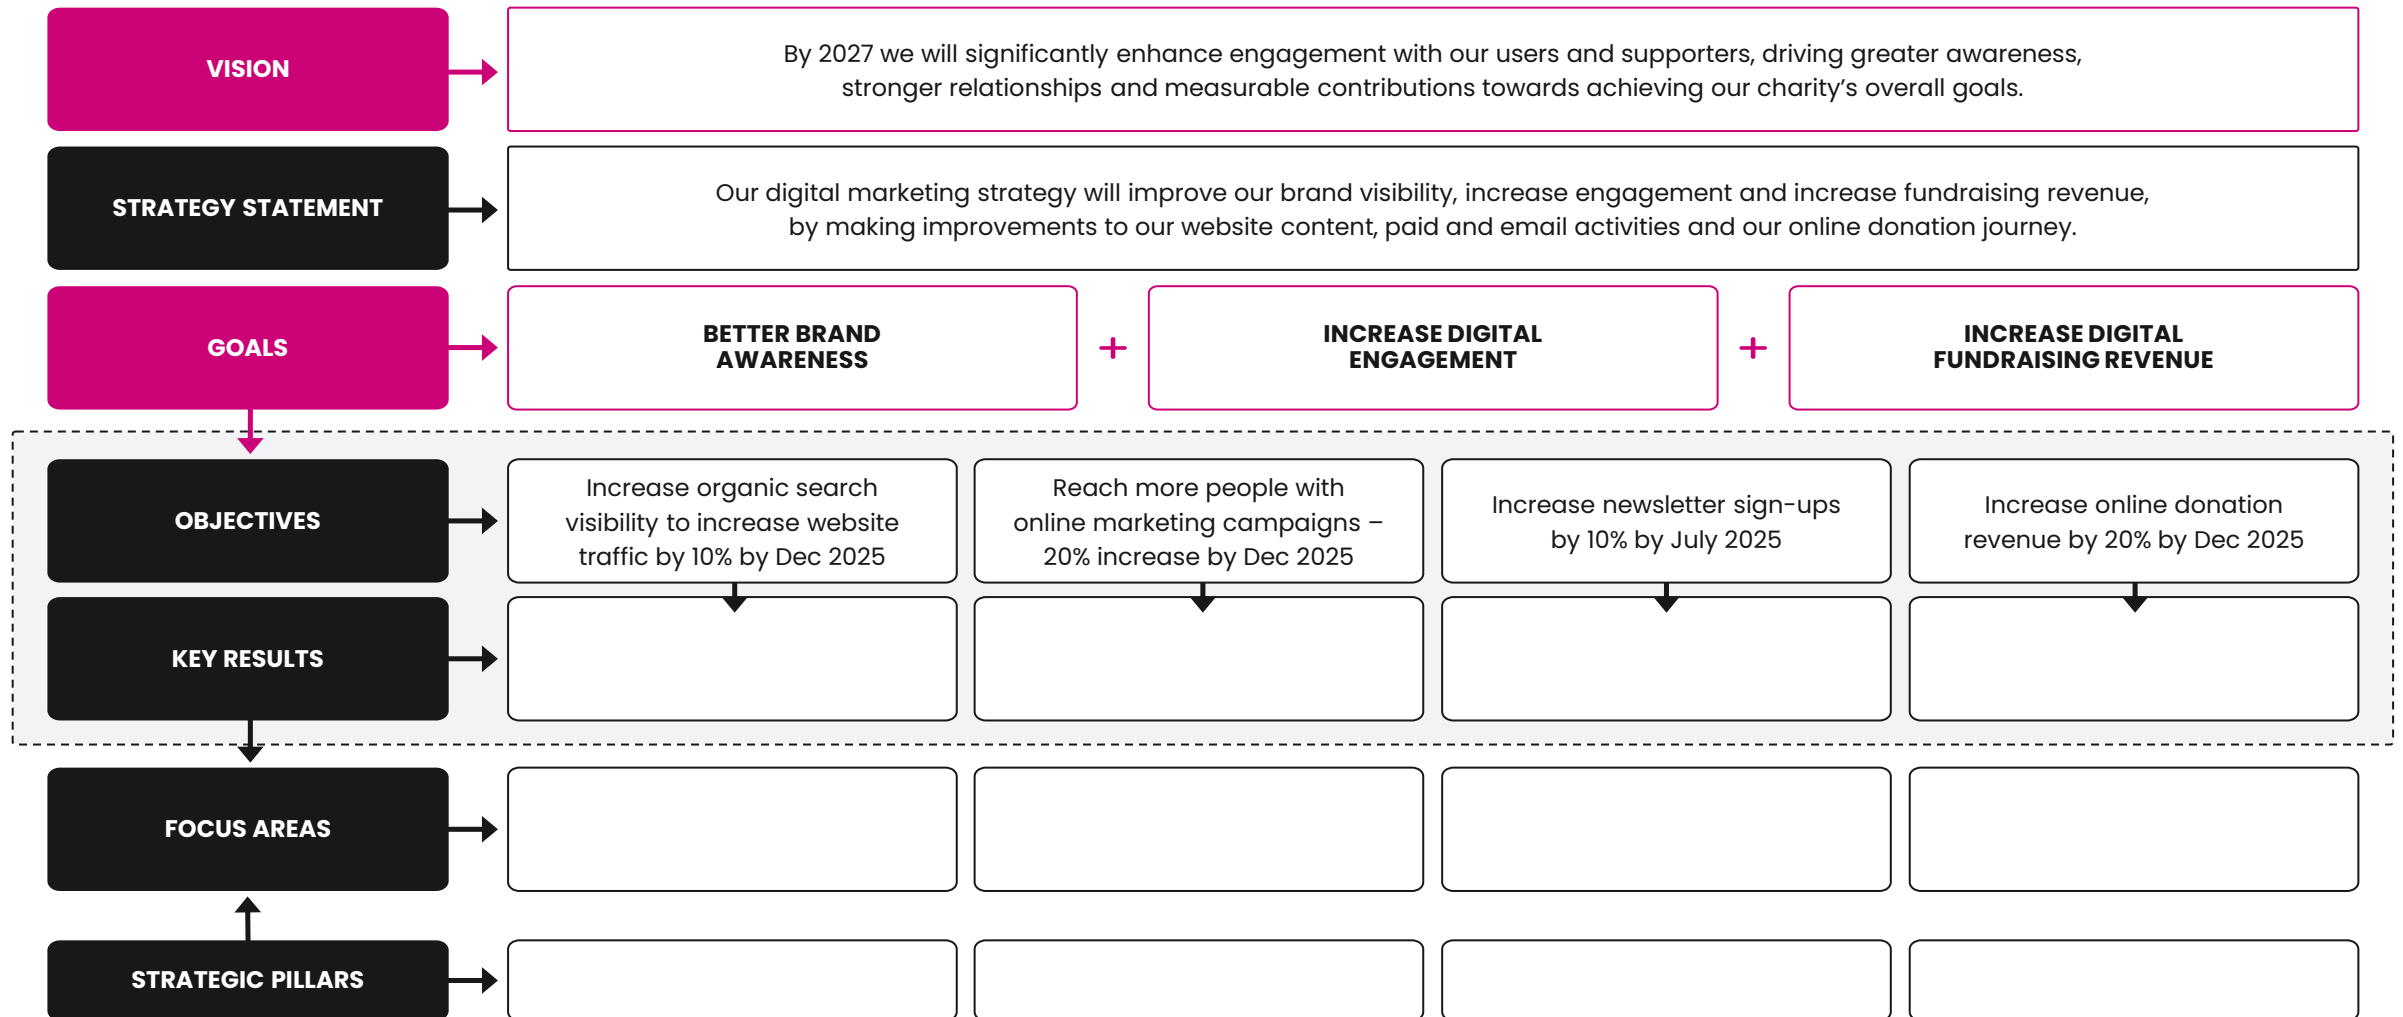 VISION
By 2027 we will significantly enhance engagement with our users and supporters, driving greater awareness,
stronger relationships and measurable contributions towards achieving our charity’s overall goals.
STRATEGY STATEMENT
Our digital marketing strategy will improve our brand visibility, increase engagement and increase fundraising revenue,
by making improvements to our website content, paid and email activities and our online donation journey.
GOALS
BETTER BRAND
AWARENESS
+
INCREASE DIGITAL
ENGAGEMENT
+
INCREASE DIGITAL
FUNDRAISING REVENUE
OBJECTIVES
Increase organic search
visibility to increase website
traffic by 10% by Dec 2025
Reach more people with
online marketing campaigns –
20% increase by Dec 2025
Increase newsletter sign-ups
by 10% by July 2025
Increase online donation
revenue by 20% by Dec 2025
KEY RESULTS
FOCUS AREAS
STRATEGIC PILLARS